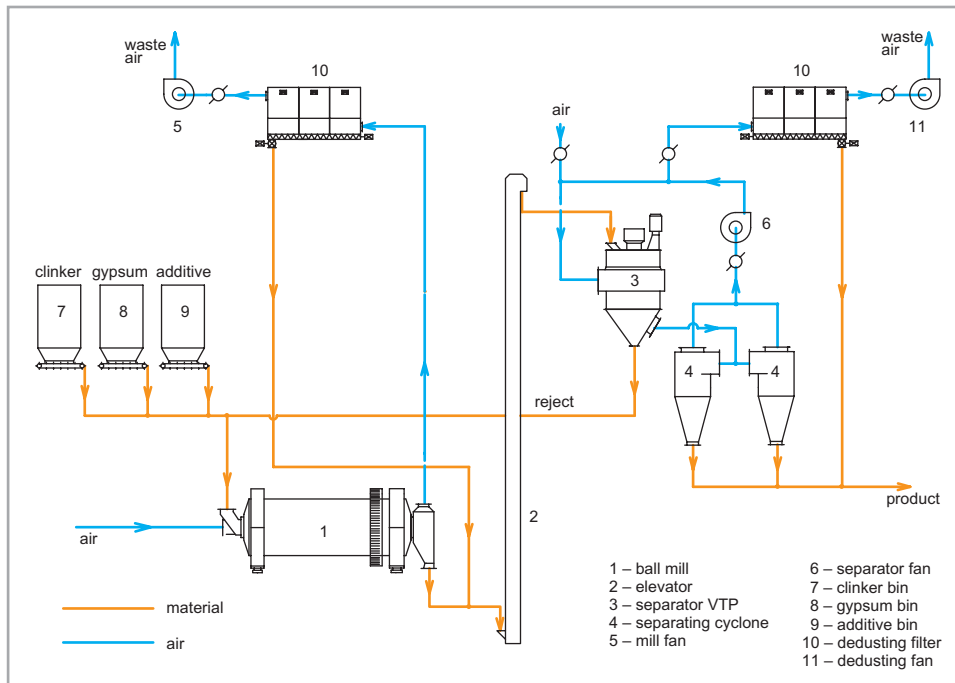 waste
air
10
5
air
waste
air
10
11
6
clinker
gypsum
additive
7
8
9
3
4
4
reject
product
air
1
2
material
air
1 – ball mill
2 – elevator
3 – separator VTP
4 – separating cyclone
5 – mill fan
6 – separator fan
7 – clinker bin
8 – gypsum bin
9 – additive bin
10 – dedusting filter
11 – dedusting fan